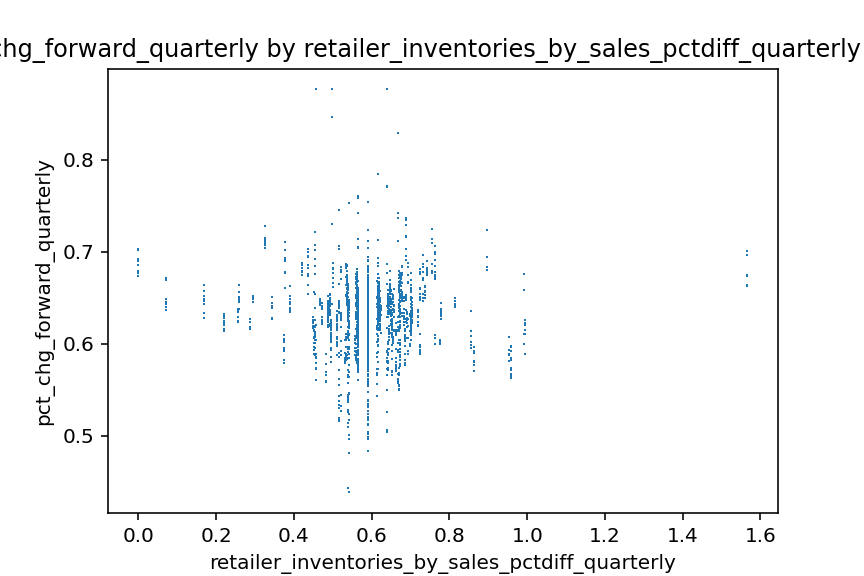 chg_forward_quarterly by retailer_inventories_by_sales_pctdiff_quarterly
pct_chg_forward_quarterly
0.8
0.7
0.6
0.5
0.0 0.2 0.4 0.6 0.8 1.0 1.2 1.4 1.6
retailer_inventories_by_sales_pctdiff_quarterly